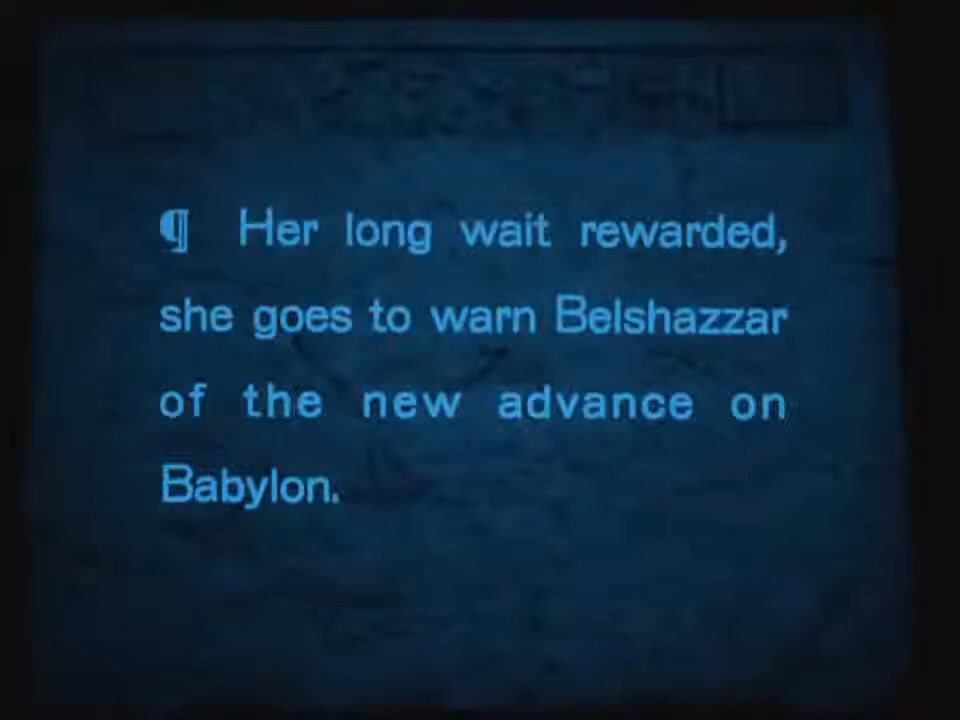 ¶ Her long wait rewarded,
she goes to warn Belshazzar
of the new advance on
Babylon.